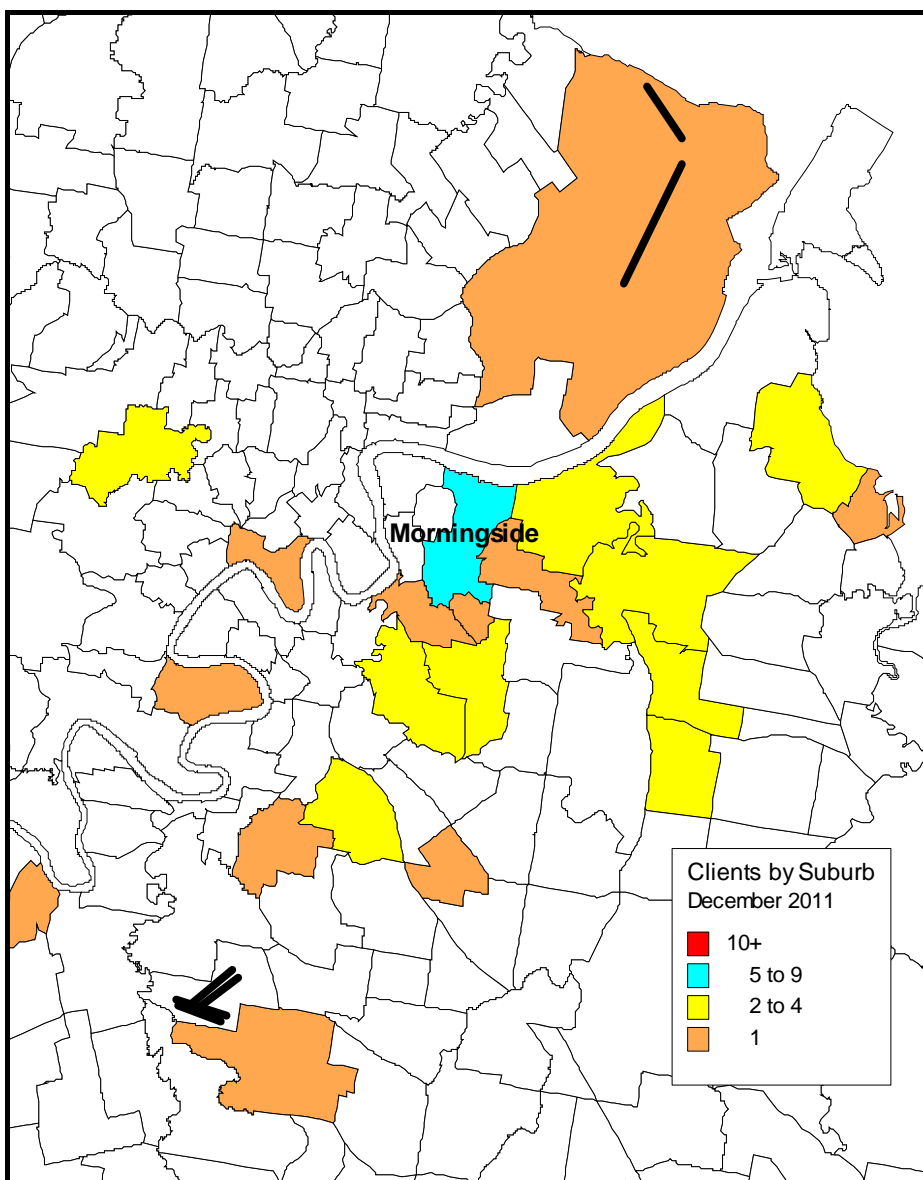 Morningside
Clients by Suburb
December 2011
10+
5 to 9
2 to 4
1